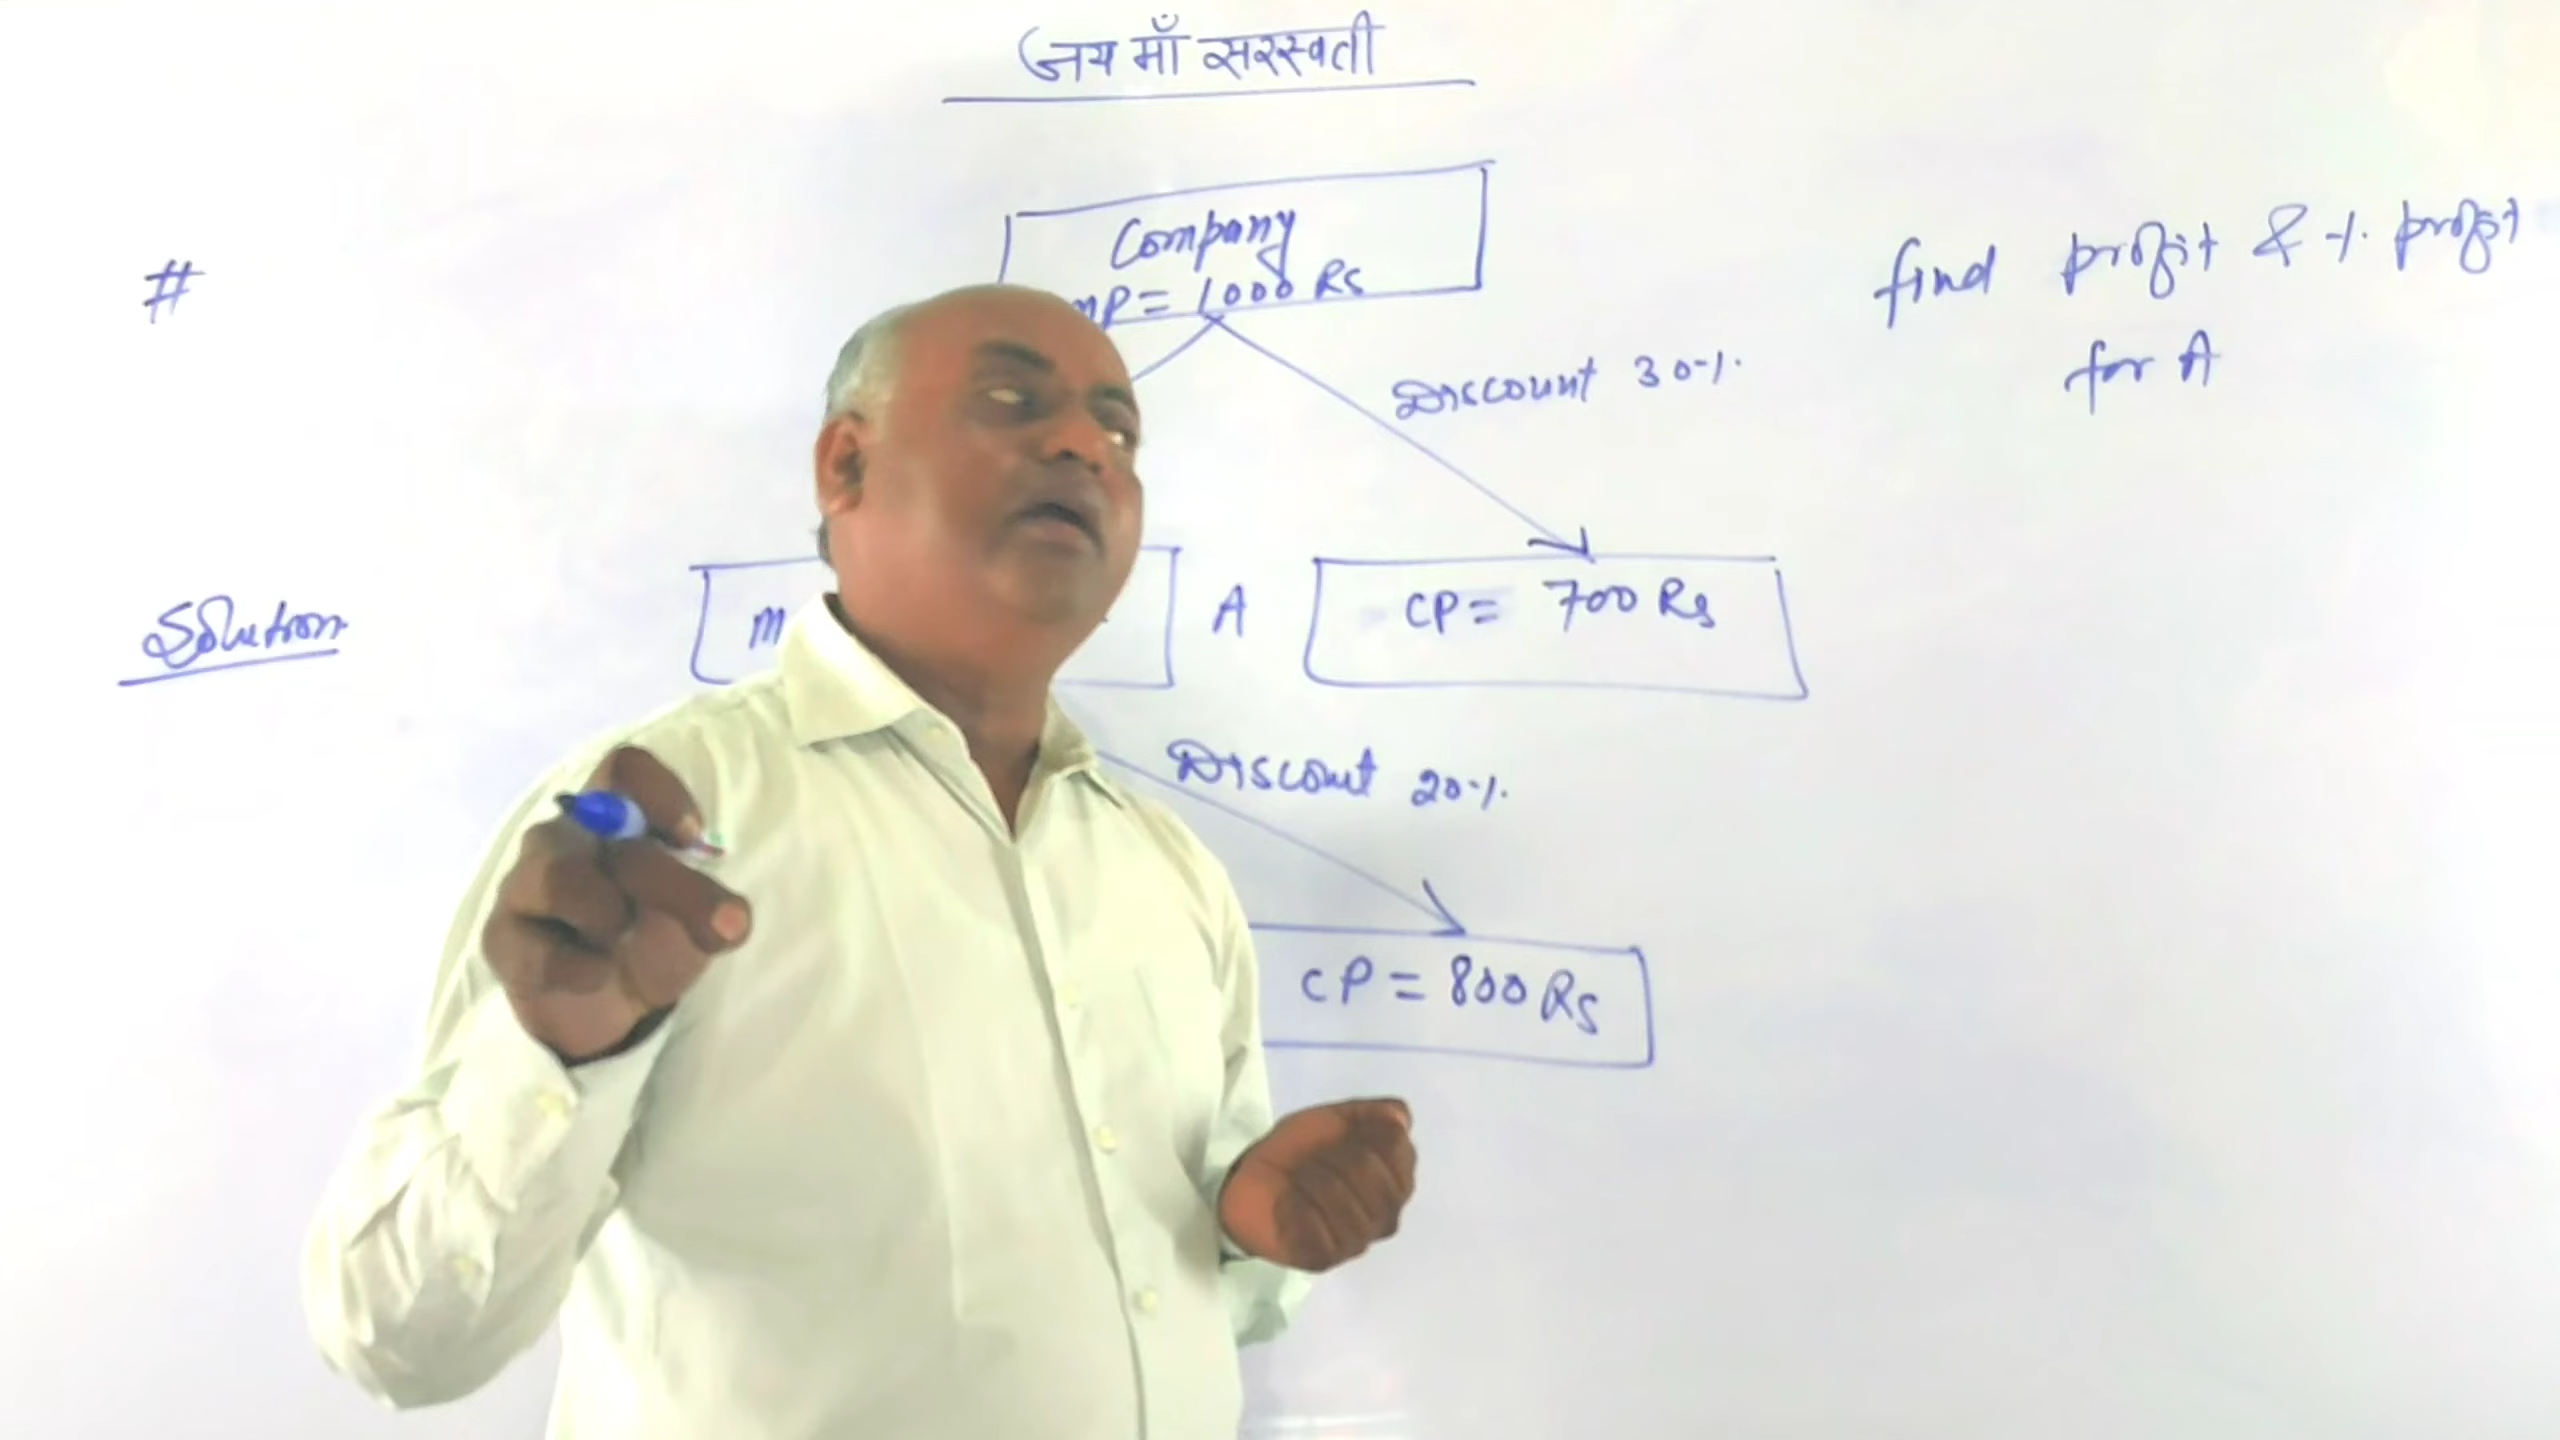 जय माँ सरस्वती
#
Company
MP = 1000 Rs
find profit & % profit
for A
Discount 30%
Solution
A
CP = 700 Rs
Discout 20%
CP = 800 Rs